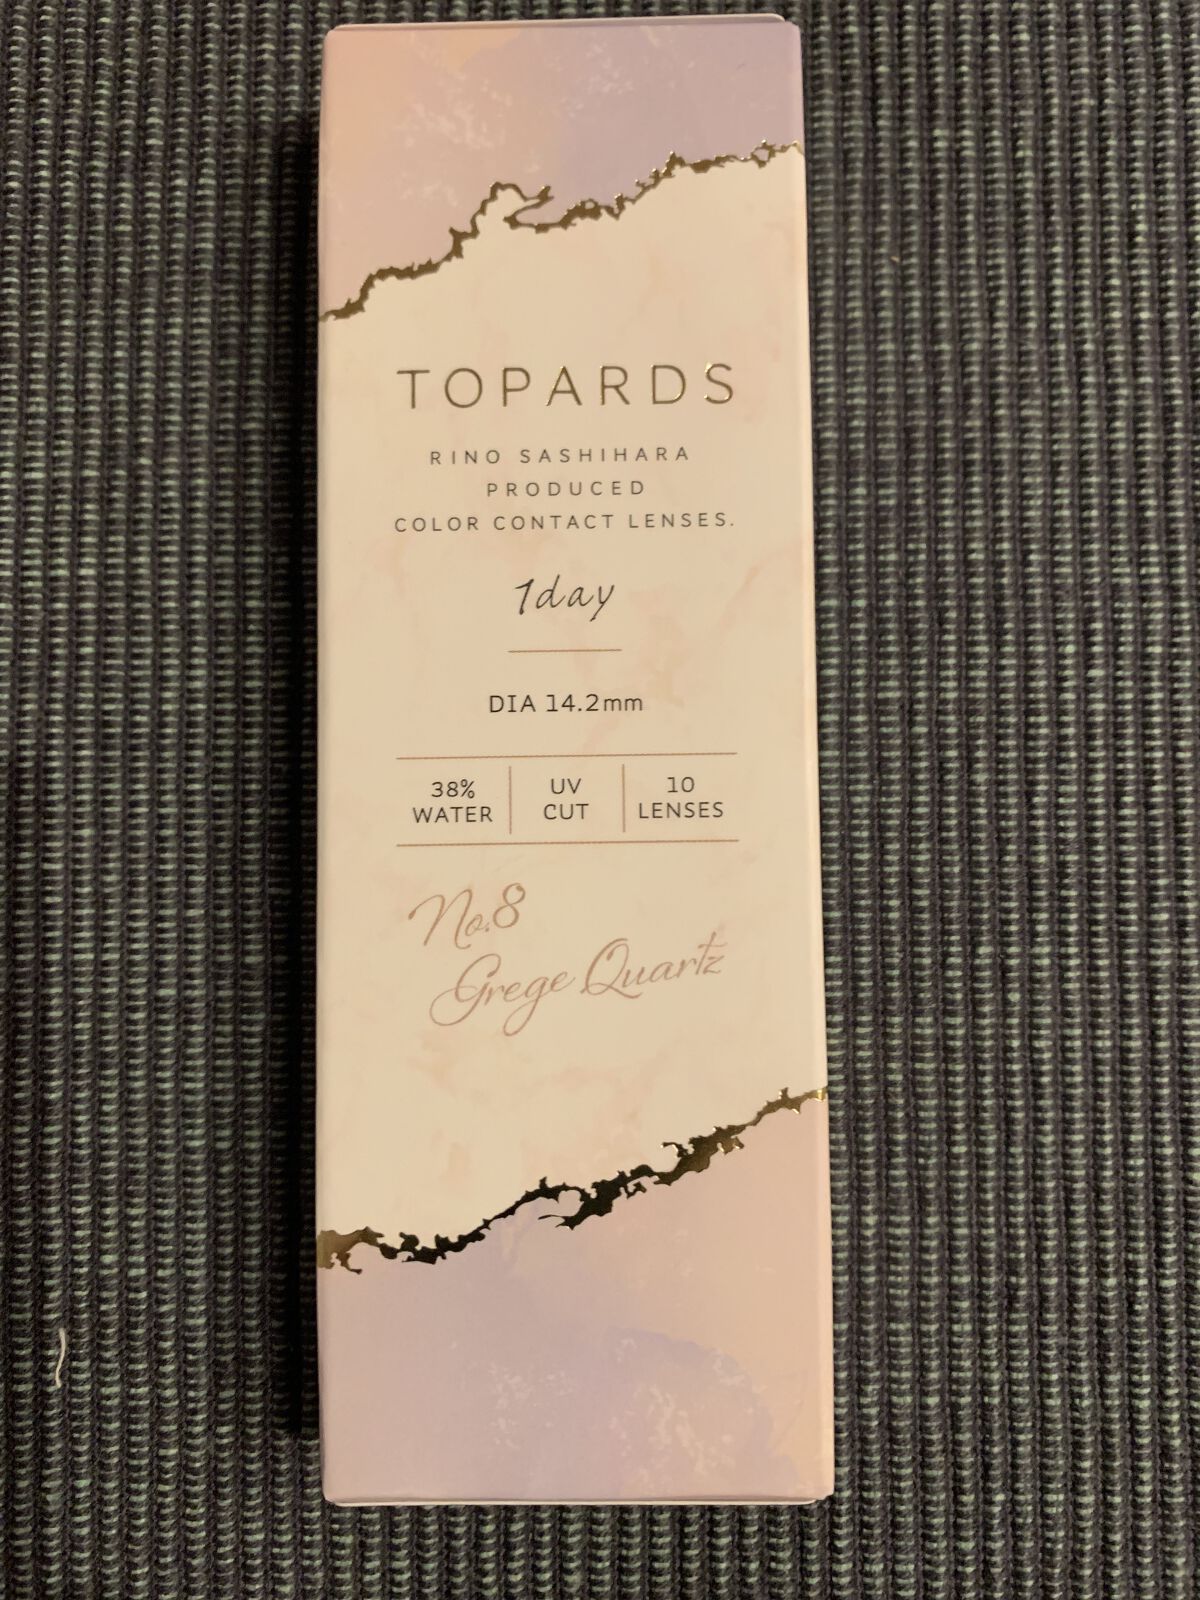 TOPARDS
RINO SASHIHARA
PRODUCED
COLOR CONTACT LENSES.
1day
DIA 14.2mm
38%
WATER
UV
CUT
10
LENSES
No.8
Grege Quartz